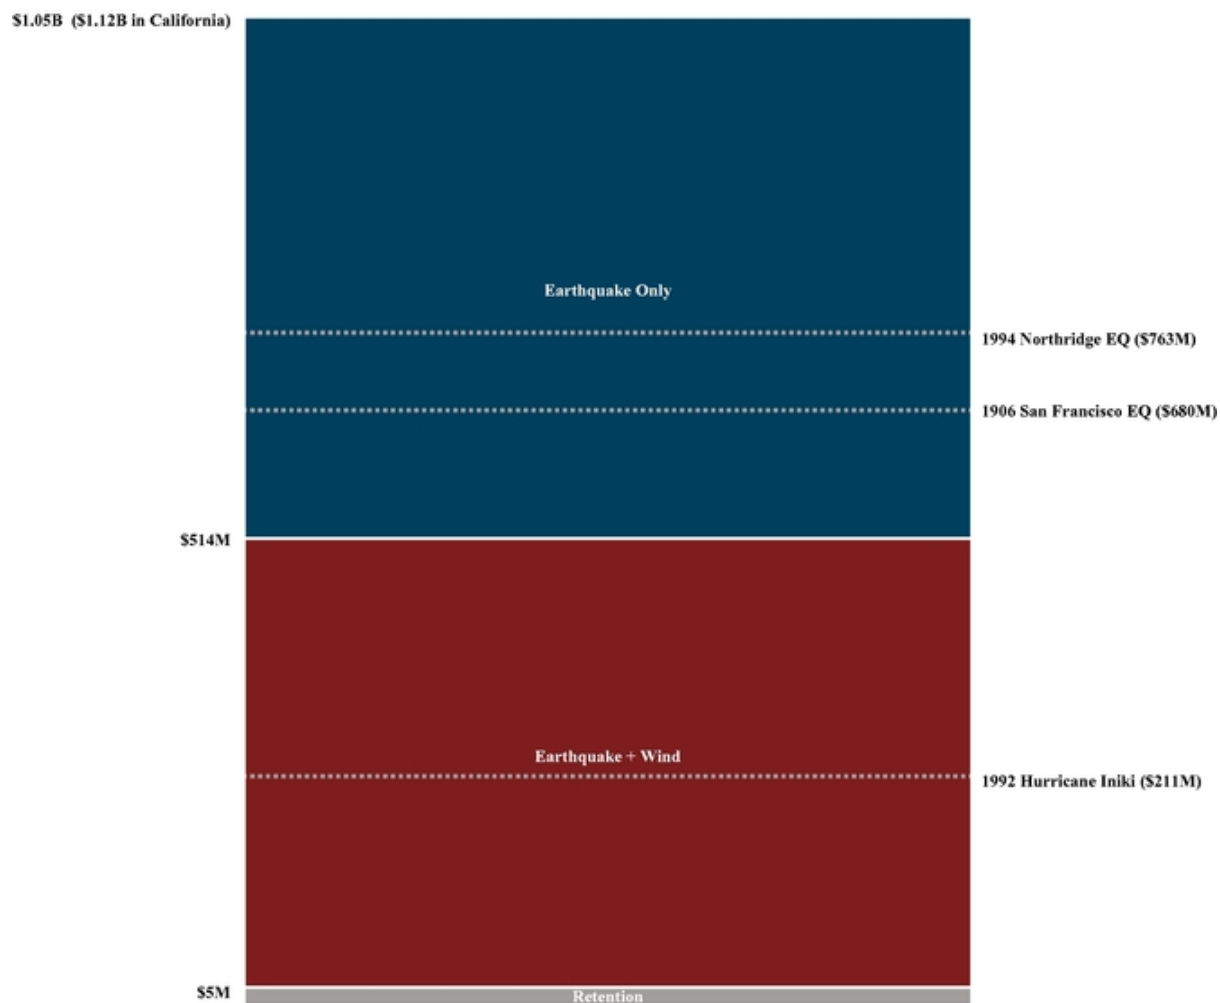 $1.05B ($1.12B in California)
Earthquake Only
1994 Northridge EQ ($763M)
1906 San Francisco EQ ($680M)
$514M
Earthquake + Wind
1992 Hurricane Iniki ($211M)
$5M
Retention